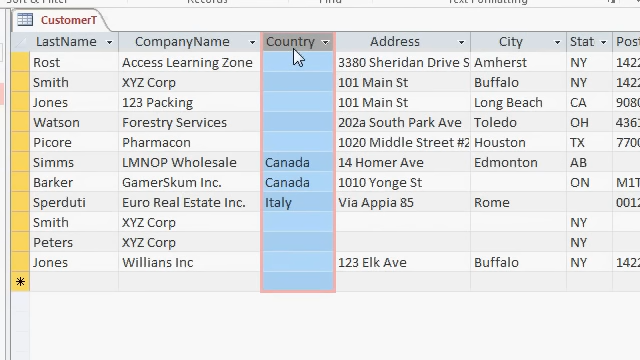 CustomerT
LastName CompanyName Country Address City Stat Pos
Rost Access Learning Zone 3380 Sheridan Drive S Amherst NY 1422
Smith XYZ Corp 101 Main St Buffalo NY 1422
Jones 123 Packing 101 Main St Long Beach CA 9080
Watson Forestry Services 202a South Park Ave Toledo OH 4361
Picore Pharmacon 1020 Middle Street #2 Houston TX 7700
Simms LMNOP Wholesale Canada 14 Homer Ave Edmonton AB
Barker GamerSkum Inc. Canada 1010 Yonge St ON M1T
Sperduti Euro Real Estate Inc. Italy Via Appia 85 Rome 0012
Smith XYZ Corp NY
Peters XYZ Corp NY
Jones Willians Inc 123 Elk Ave Buffalo NY 1422